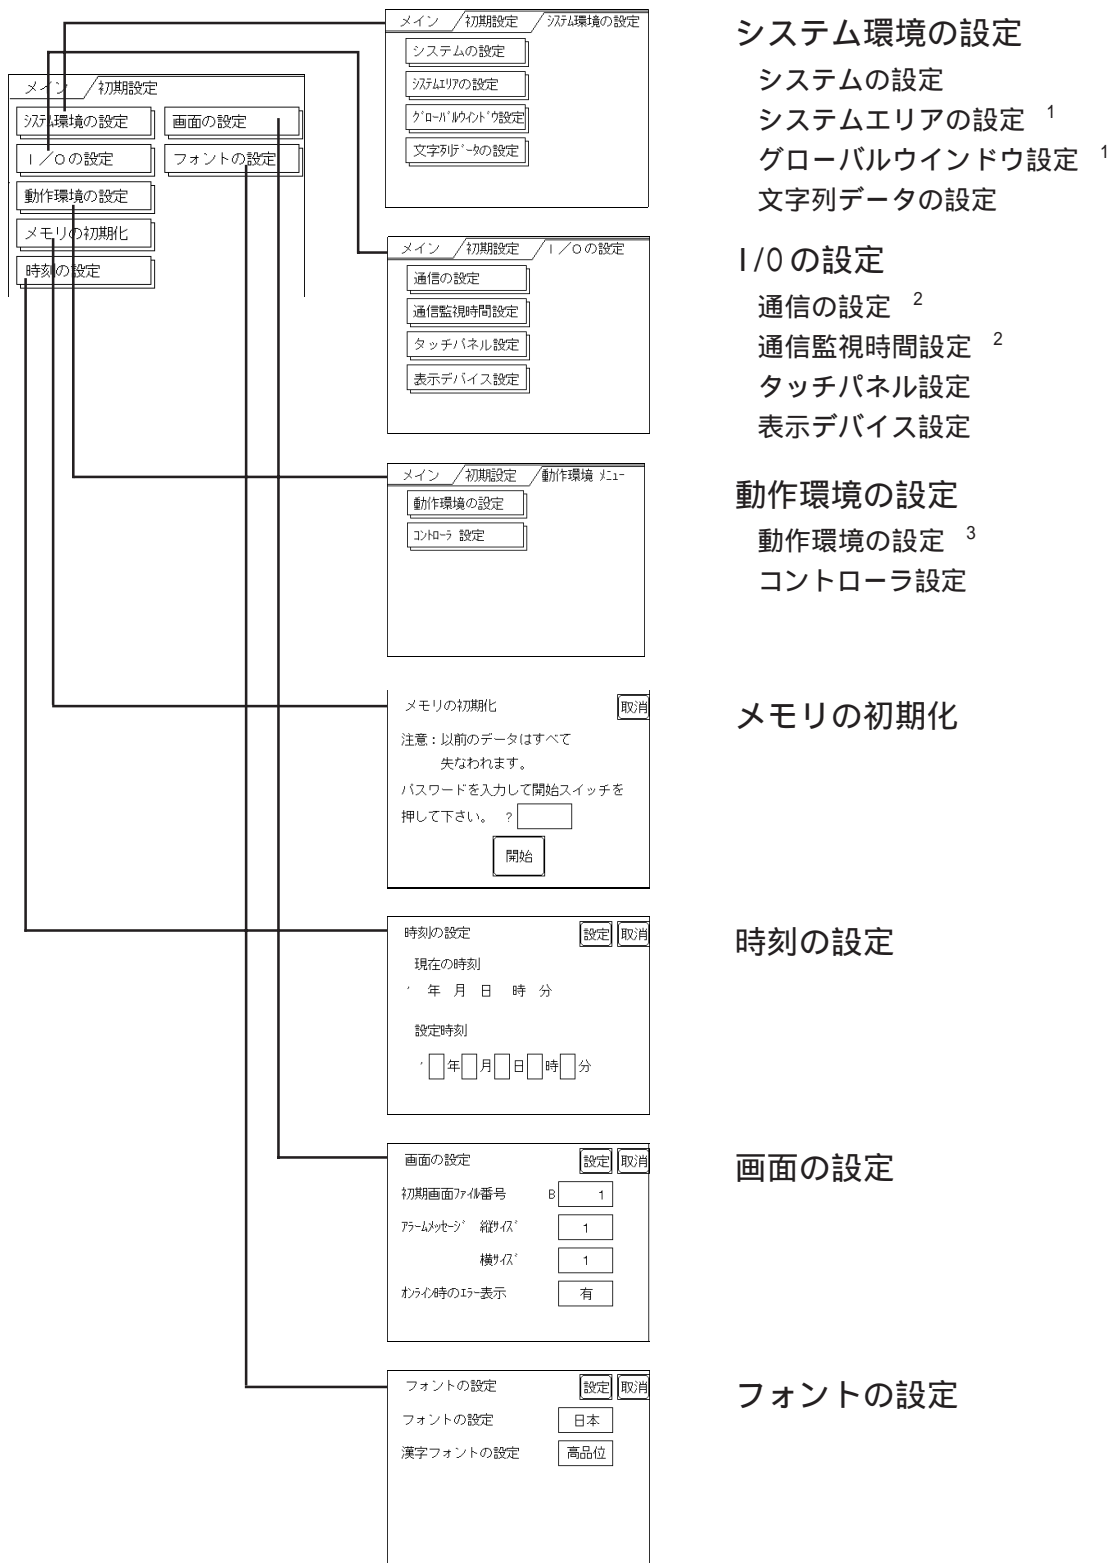 メイン 初期設定
ｼｽﾃﾑ環境の設定 画面の設定
I／Oの設定 フォントの設定
動作環境の設定
メモリの初期化
時刻の設定
メイン 初期設定 ｼｽﾃﾑ環境の設定
システムの設定
ｼｽﾃﾑｴﾘｱの設定
ｸﾞﾛｰﾊﾞﾙｳｲﾝﾄﾞｳ設定
文字列ﾃﾞｰﾀの設定
システム環境の設定
システムの設定
システムエリアの設定 1
グローバルウインドウ設定 1
文字列データの設定
メイン 初期設定 I／Oの設定
通信の設定
通信監視時間設定
タッチパネル設定
表示デバイス設定
I/Oの設定
通信の設定 2
通信監視時間設定 2
タッチパネル設定
表示デバイス設定
メイン 初期設定 動作環境 ﾒﾆｭｰ
動作環境の設定
ｺﾝﾄﾛｰﾗ 設定
動作環境の設定
動作環境の設定 3
コントローラ設定
メモリの初期化 取消
注意：以前のデータはすべて
失なわれます。
パスワードを入力して開始スイッチを
押して下さい。 ?
開始
メモリの初期化
時刻の設定 設定 取消
現在の時刻
' 年 月 日 時 分
設定時刻
' 年 月 日 時 分
時刻の設定
画面の設定 設定 取消
初期画面ﾌｧｲﾙ番号 B 1
ｱﾗｰﾑﾒｯｾｰｼﾞ 縦ｻｲｽﾞ 1
横ｻｲｽﾞ 1
ｵﾝﾗｲﾝ時のｴﾗｰ表示 有
画面の設定
フォントの設定 設定 取消
フォントの設定 日本
漢字フォントの設定 高品位
フォントの設定